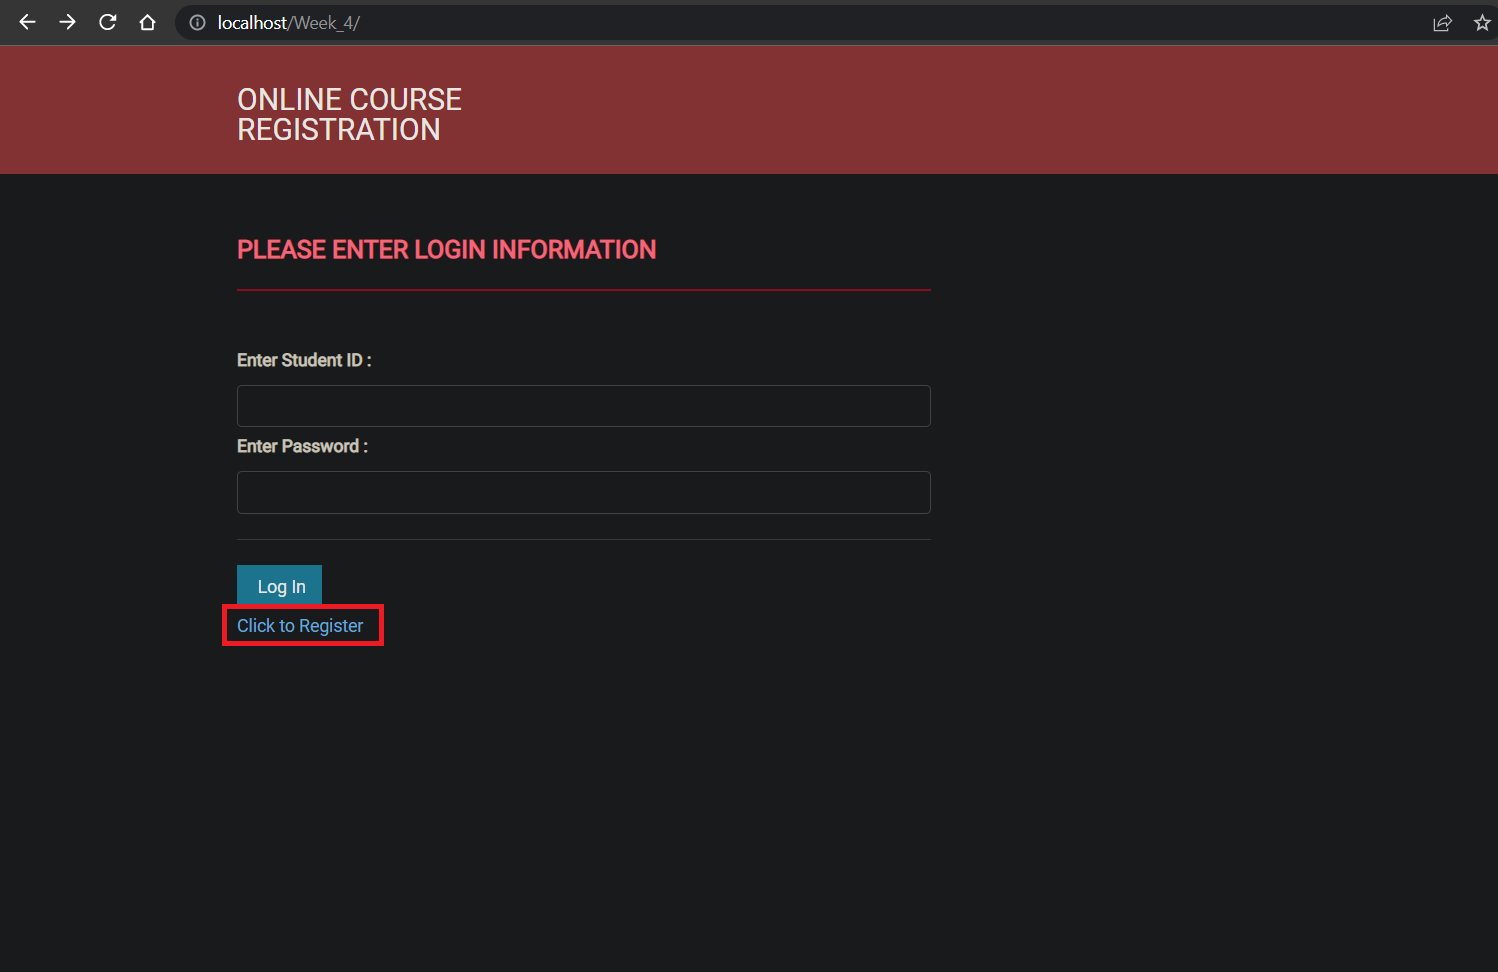 localhost/Week_4/
ONLINE COURSE
REGISTRATION
PLEASE ENTER LOGIN INFORMATION
Enter Student ID :
Enter Password :
Log In
Click to Register